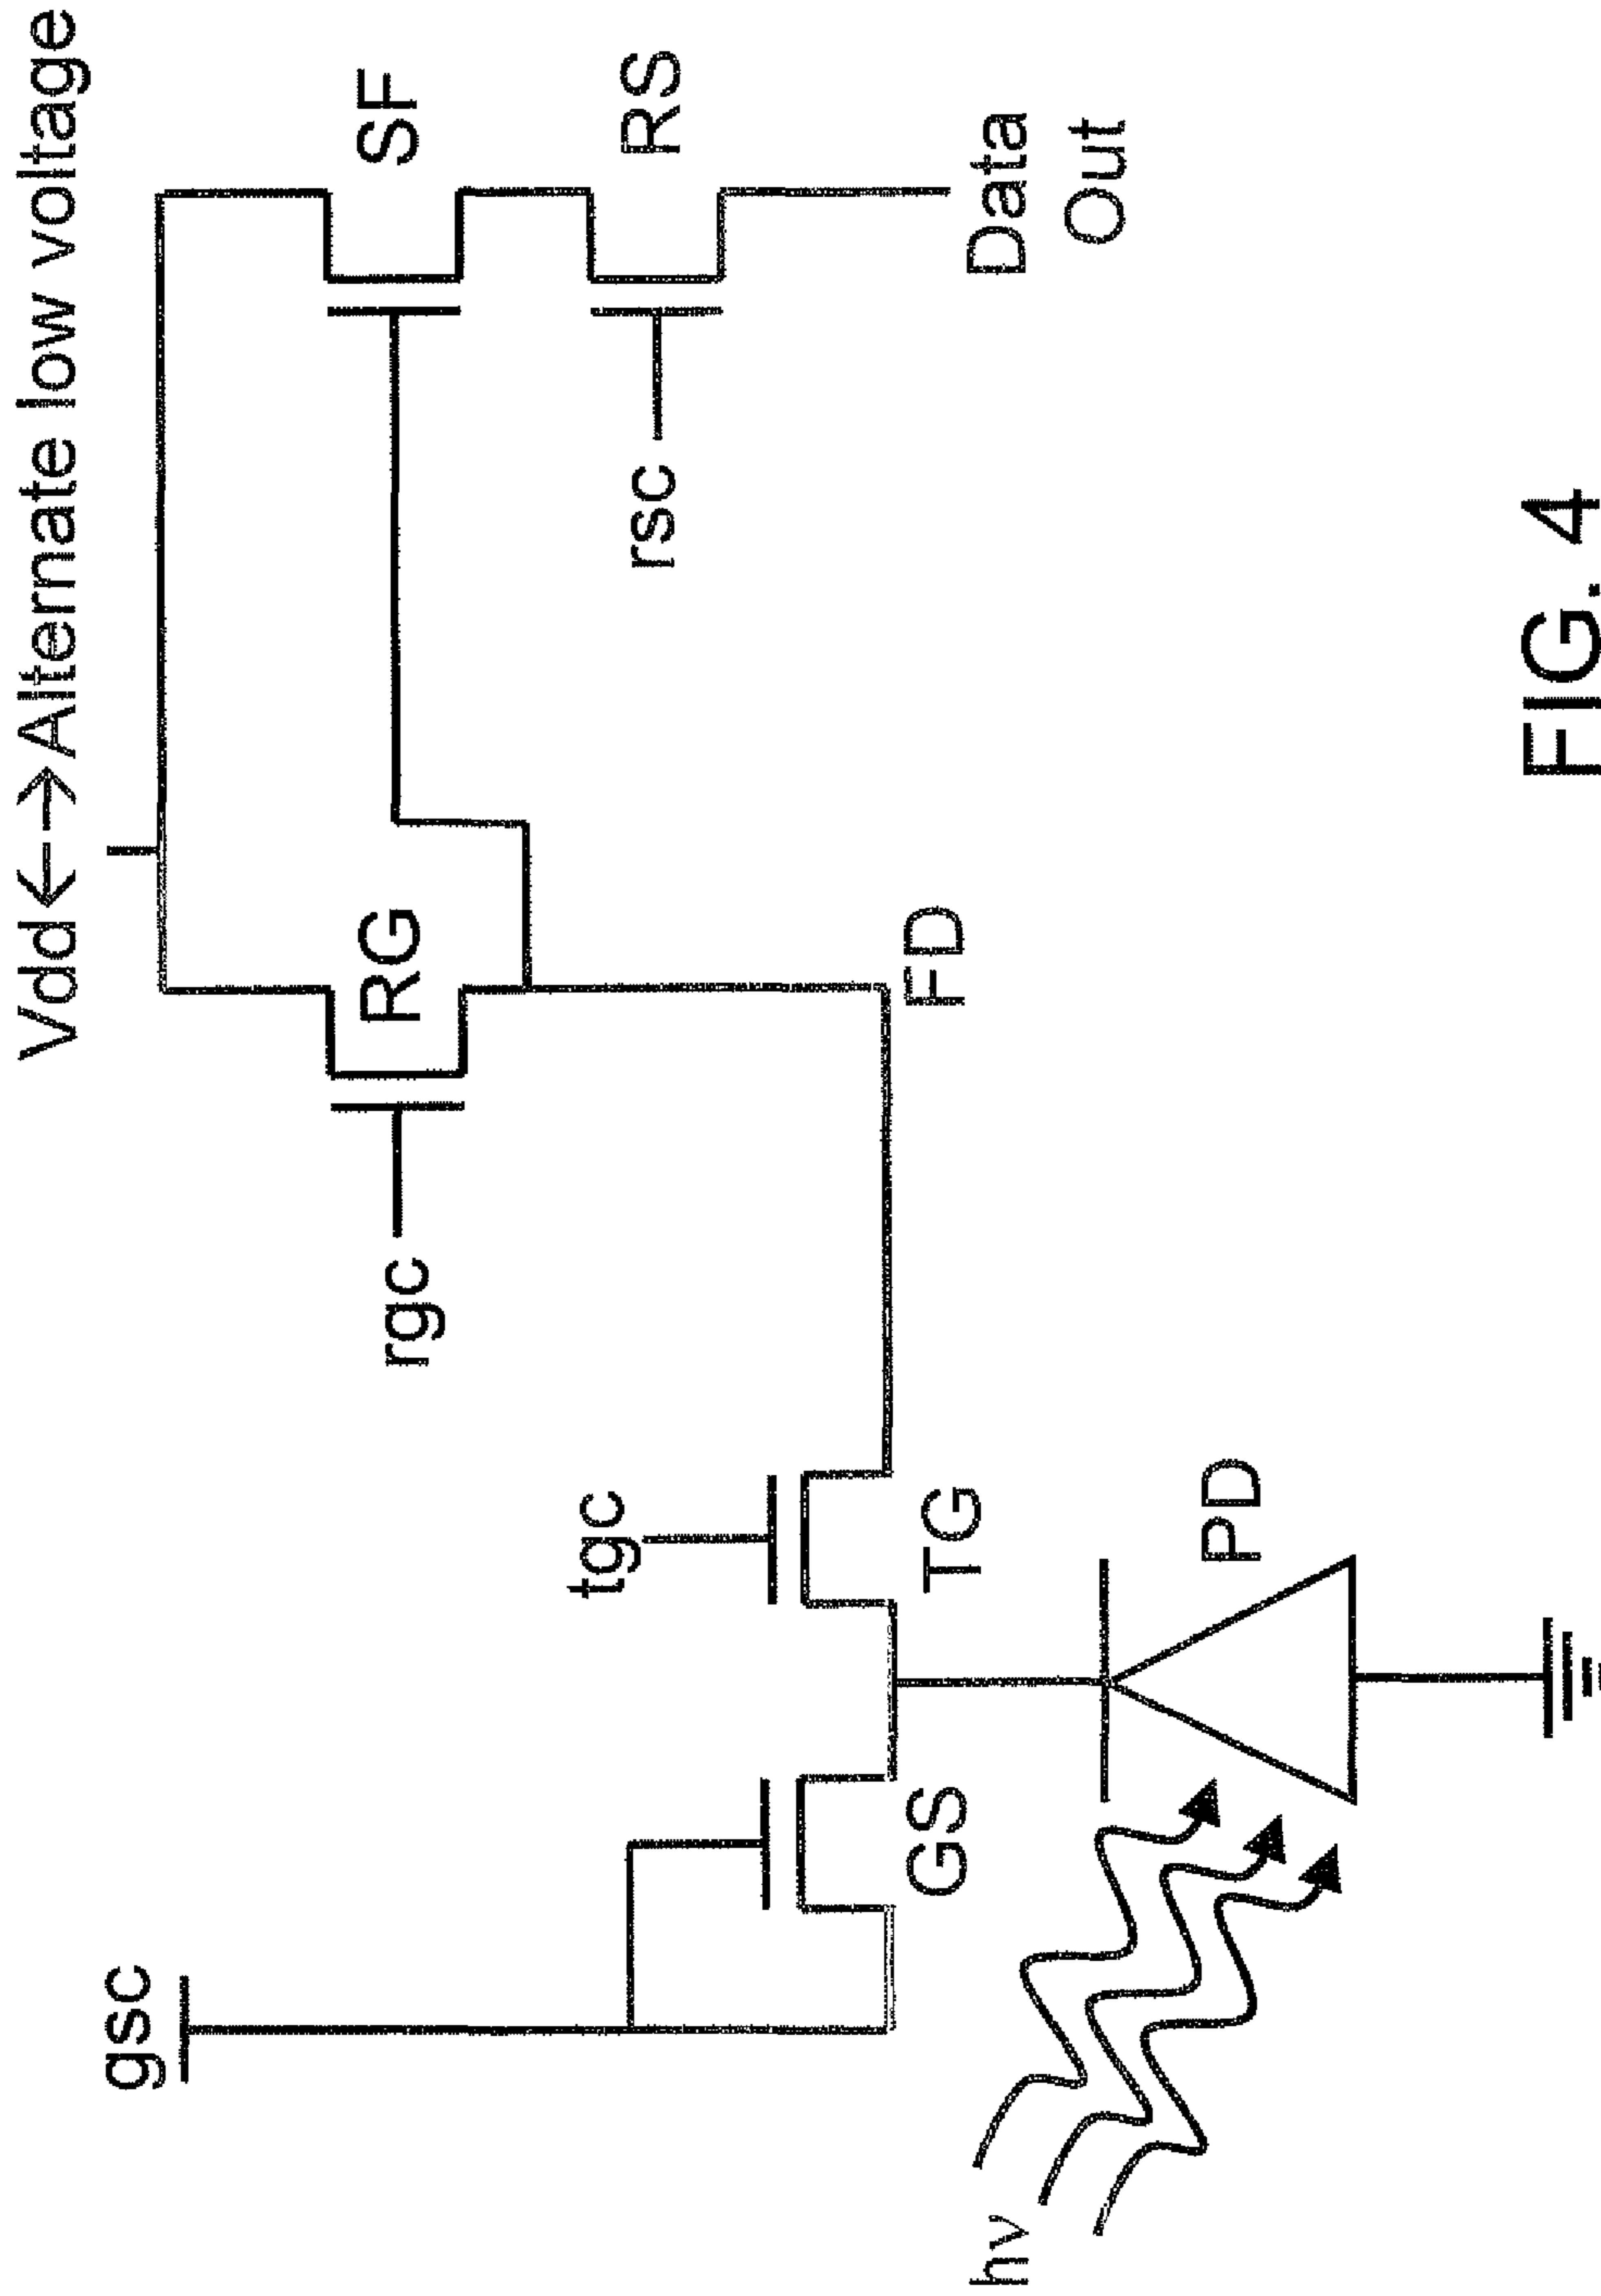 Vdd ←→Alternate low voltage
gsc
rgc
RG
SF
tgc
rsc
RS
GS
TG
FD
Data
Out
hν
PD
FIG. 4